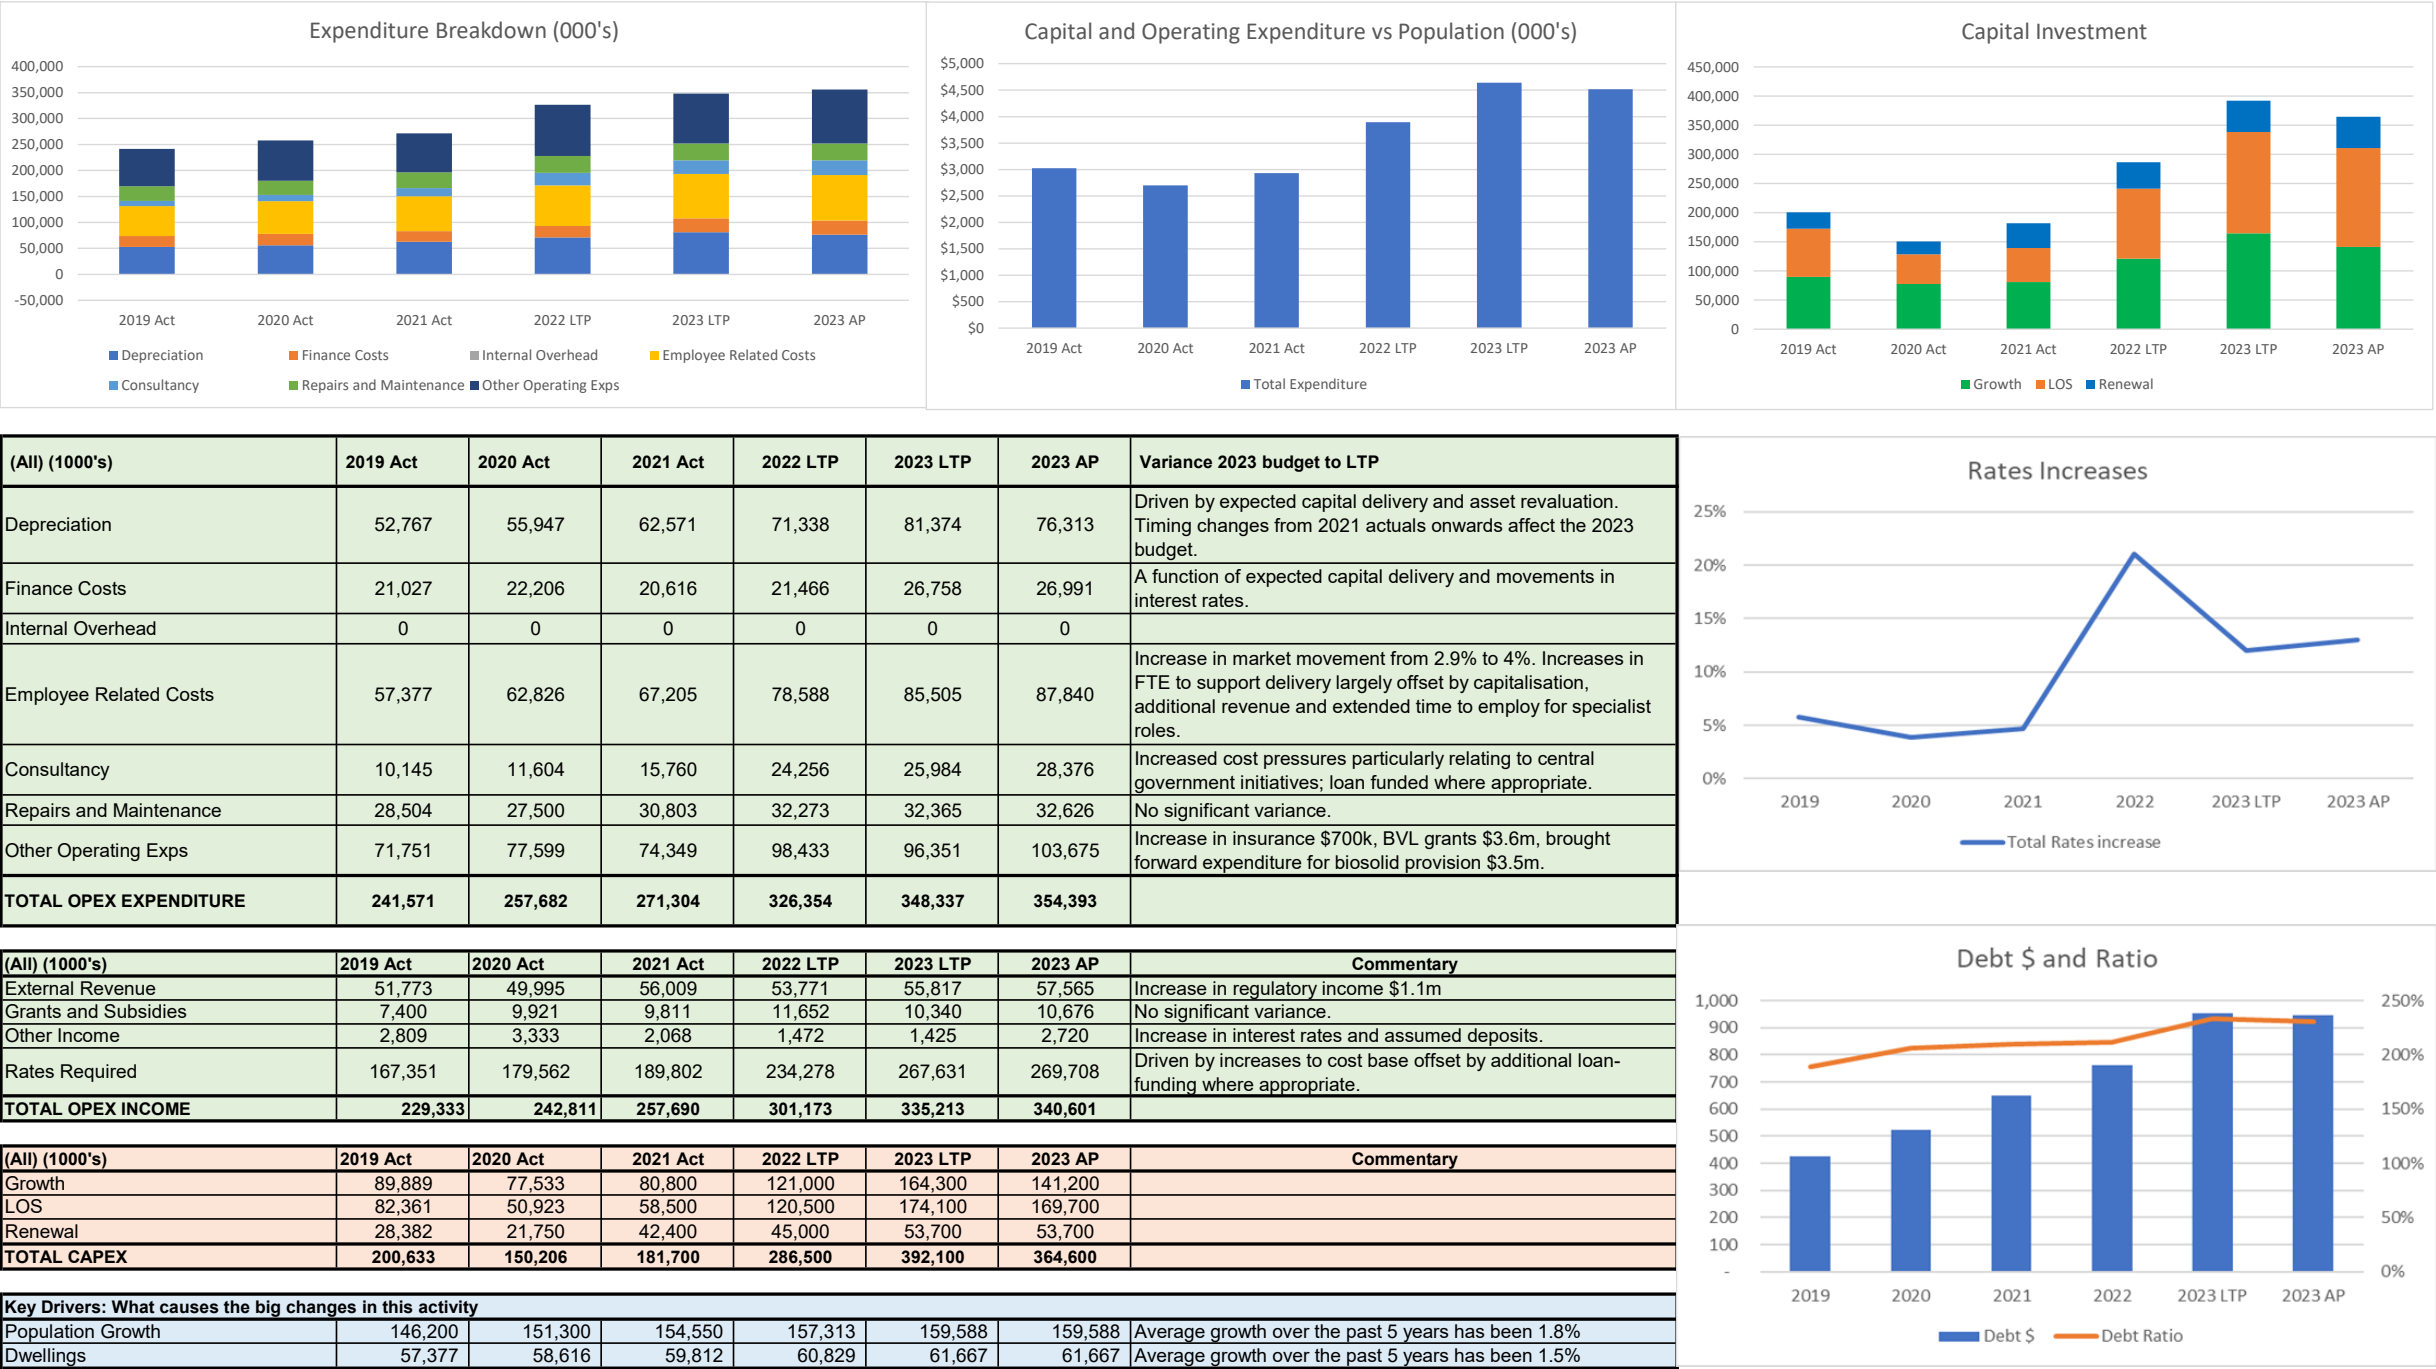 Expenditure Breakdown (000's)
400,000
350,000
300,000
250,000
200,000
150,000
100,000
50,000
0
-50,000
2019 Act 2020 Act 2021 Act 2022 LTP 2023 LTP 2023 AP
Depreciation Finance Costs Internal Overhead Employee Related Costs
Consultancy Repairs and Maintenance Other Operating Exps
Capital and Operating Expenditure vs Population (000's)
$5,000
$4,500
$4,000
$3,500
$3,000
$2,500
$2,000
$1,500
$1,000
$500
$0
2019 Act 2020 Act 2021 Act 2022 LTP 2023 LTP 2023 AP
Total Expenditure
Capital Investment
450,000
400,000
350,000
300,000
250,000
200,000
150,000
100,000
50,000
0
2019 Act 2020 Act 2021 Act 2022 LTP 2023 LTP 2023 AP
Growth LOS Renewal
(All) (1000's) 2019 Act 2020 Act 2021 Act 2022 LTP 2023 LTP 2023 AP Variance 2023 budget to LTP
Depreciation 52,767 55,947 62,571 71,338 81,374 76,313 Driven by expected capital delivery and asset revaluation.
Timing changes from 2021 actuals onwards affect the 2023
budget.
Finance Costs 21,027 22,206 20,616 21,466 26,758 26,991 A function of expected capital delivery and movements in
interest rates.
Internal Overhead 0 0 0 0 0 0
Employee Related Costs 57,377 62,826 67,205 78,588 85,505 87,840 Increase in market movement from 2.9% to 4%. Increases in
FTE to support delivery largely offset by capitalisation,
additional revenue and extended time to employ for specialist
roles.
Consultancy 10,145 11,604 15,760 24,256 25,984 28,376 Increased cost pressures particularly relating to central
government initiatives; loan funded where appropriate.
Repairs and Maintenance 28,504 27,500 30,803 32,273 32,365 32,626 No significant variance.
Other Operating Exps 71,751 77,599 74,349 98,433 96,351 103,675 Increase in insurance $700k, BVL grants $3.6m, brought
forward expenditure for biosolid provision $3.5m.
TOTAL OPEX EXPENDITURE 241,571 257,682 271,304 326,354 348,337 354,393
(All) (1000's) 2019 Act 2020 Act 2021 Act 2022 LTP 2023 LTP 2023 AP Commentary
External Revenue 51,773 49,995 56,009 53,771 55,817 57,565 Increase in regulatory income $1.1m
Grants and Subsidies 7,400 9,921 9,811 11,652 10,340 10,676 No significant variance.
Other Income 2,809 3,333 2,068 1,472 1,425 2,720 Increase in interest rates and assumed deposits.
Rates Required 167,351 179,562 189,802 234,278 267,631 269,708 Driven by increases to cost base offset by additional loan-
funding where appropriate.
TOTAL OPEX INCOME 229,333 242,811 257,690 301,173 335,213 340,601
(All) (1000's) 2019 Act 2020 Act 2021 Act 2022 LTP 2023 LTP 2023 AP Commentary
Growth 89,889 77,533 80,800 121,000 164,300 141,200
LOS 82,361 50,923 58,500 120,500 174,100 169,700
Renewal 28,382 21,750 42,400 45,000 53,700 53,700
TOTAL CAPEX 200,633 150,206 181,700 286,500 392,100 364,600
Key Drivers: What causes the big changes in this activity
Population Growth 146,200 151,300 154,550 157,313 159,588 159,588 Average growth over the past 5 years has been 1.8%
Dwellings 57,377 58,616 59,812 60,829 61,667 61,667 Average growth over the past 5 years has been 1.5%
Rates Increases
25%
20%
15%
10%
5%
0%
2019 2020 2021 2022 2023 LTP 2023 AP
Total Rates increase
Debt $ and Ratio
1,000 250%
900
800 200%
700
600 150%
500
400 100%
300
200 50%
100
- 0%
2019 2020 2021 2022 2023 LTP 2023 AP
Debt $ Debt Ratio